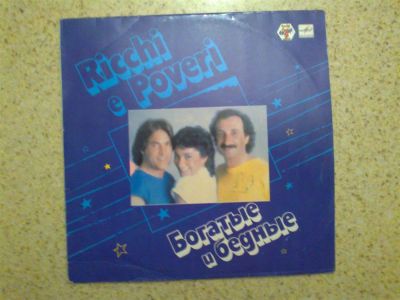 Ricchi
e Poveri
Богатые
и бедные